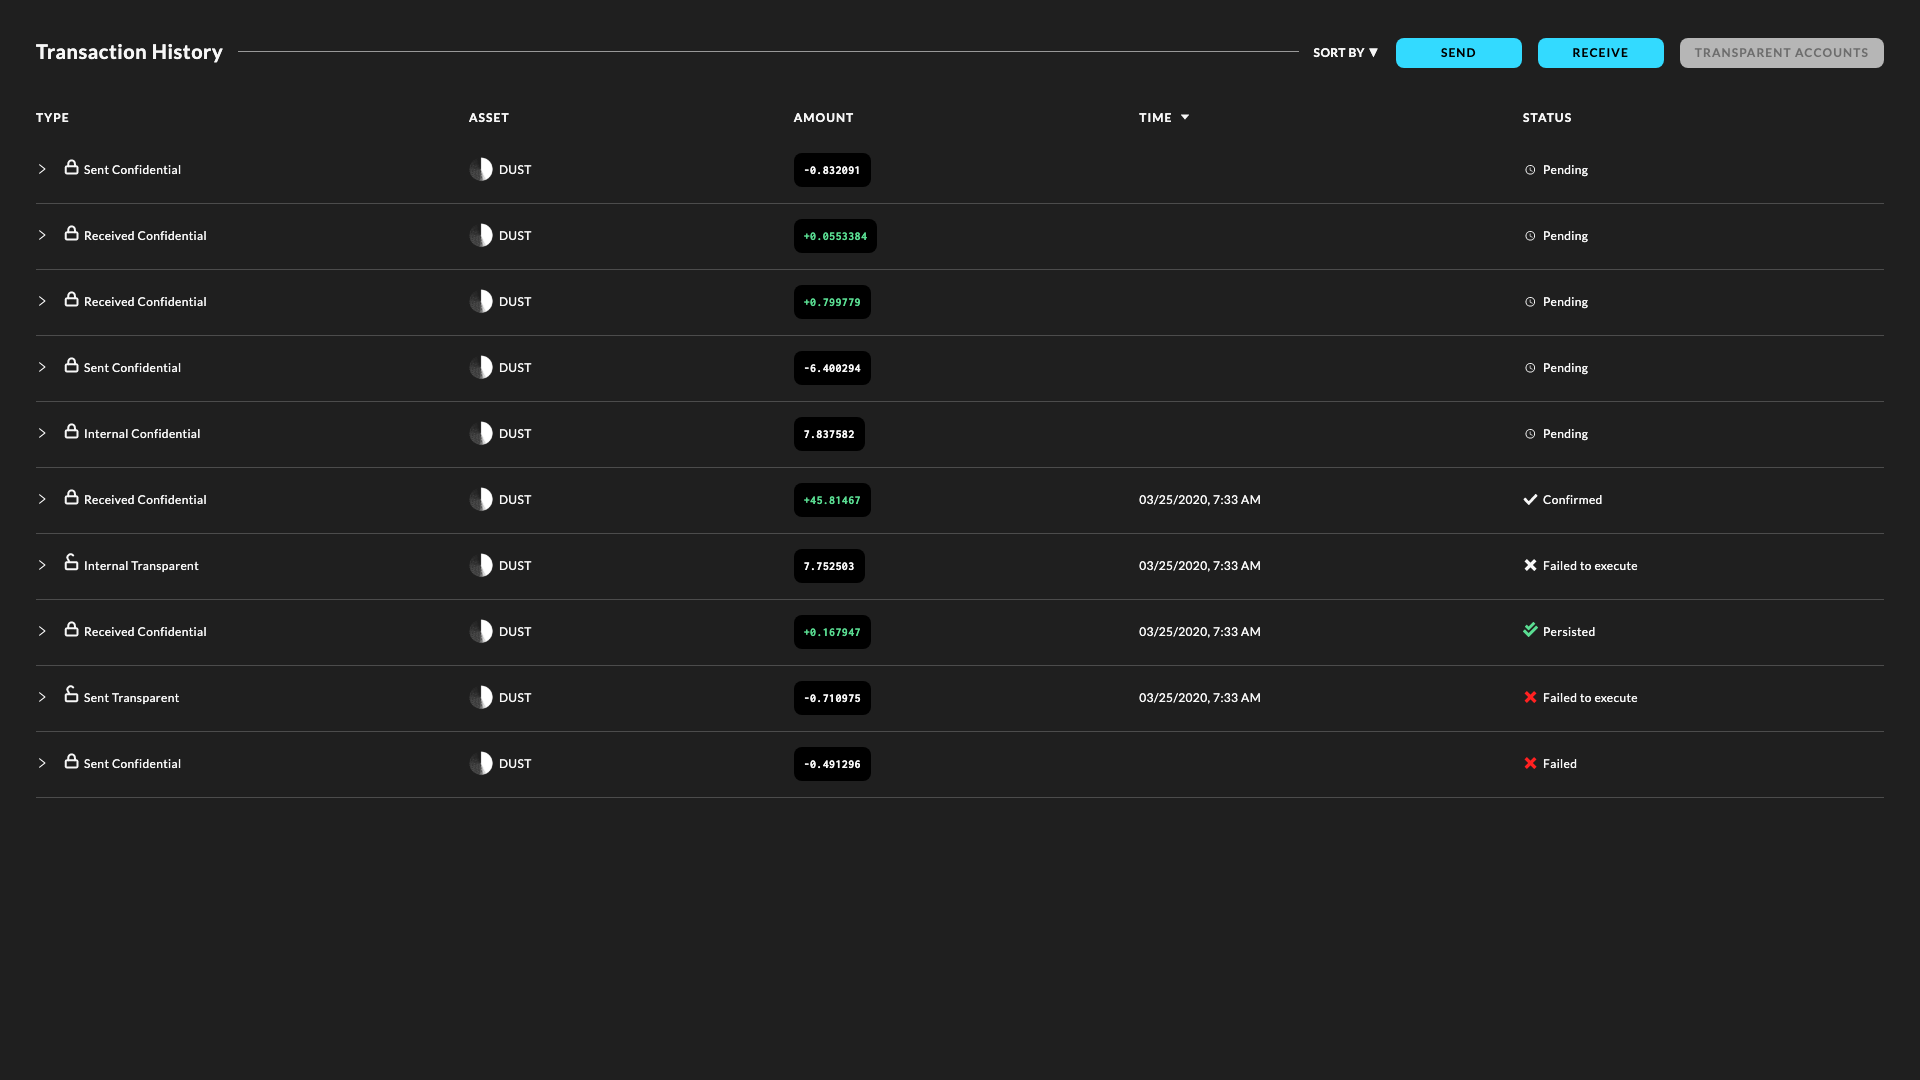 Transaction History SORT BY ▼ SEND RECEIVE TRANSPARENT ACCOUNTS
TYPE ASSET AMOUNT TIME ▼ STATUS
Sent Confidential DUST -0.832091 Pending
Received Confidential DUST +0.0553384 Pending
Received Confidential DUST +0.799779 Pending
Sent Confidential DUST -6.400294 Pending
Internal Confidential DUST 7.837582 Pending
Received Confidential DUST +45.81467 03/25/2020, 7:33 AM Confirmed
Internal Transparent DUST 7.752503 03/25/2020, 7:33 AM Failed to execute
Received Confidential DUST +0.167947 03/25/2020, 7:33 AM Persisted
Sent Transparent DUST -0.710975 03/25/2020, 7:33 AM Failed to execute
Sent Confidential DUST -0.491296 Failed